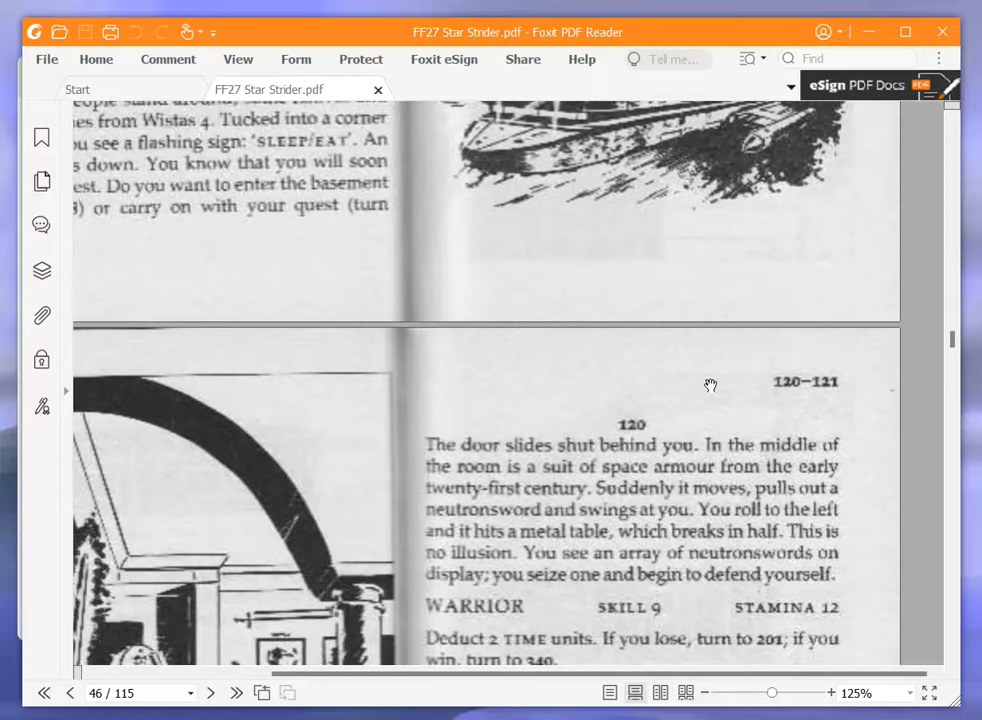 FF27 Star Strider.pdf - Foxit PDF Reader
File Home Comment View Form Protect Foxit eSign Share Help Tell me... Find
Start FF27 Star Strider.pdf eSign PDF Docs
people stand around,
es from Wistas 4. Tucked into a corner
u see a flashing sign: 'SLEEP/EAT'. An
s down. You know that you will soon
est. Do you want to enter the basement
) or carry on with your quest (turn
120–121
120
The door slides shut behind you. In the middle of
the room is a suit of space armour from the early
twenty-first century. Suddenly it moves, pulls out a
neutronsword and swings at you. You roll to the left
and it hits a metal table, which breaks in half. This is
no illusion. You see an array of neutronswords on
display; you seize one and begin to defend yourself.
WARRIOR SKILL 9 STAMINA 12
Deduct 2 TIME units. If you lose, turn to 201; if you
win, turn to 340.
46 / 115
125%